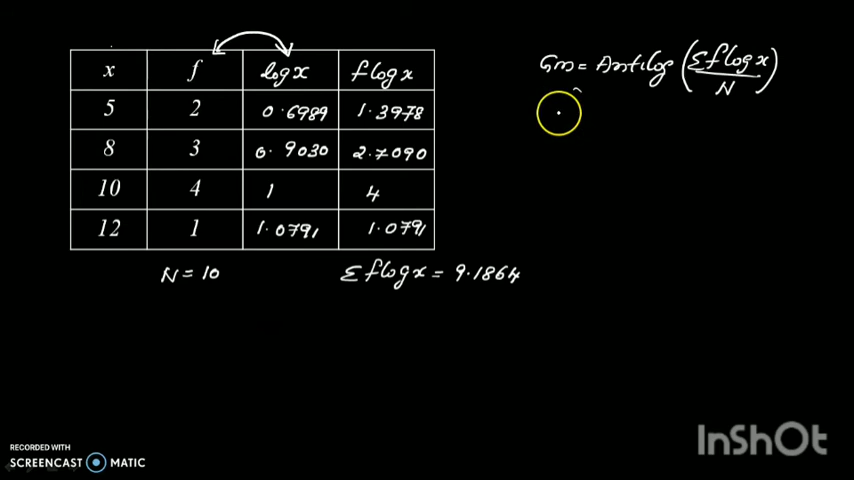 x f log x f log x
5 2 0.6989 1.3978
8 3 0.9030 2.7090
10 4 1 4
12 1 1.0791 1.0791
N = 10 Σ f log x = 9.1864
Gm = Antilog (Σ f log x / N)
RECORDED WITH
SCREENCAST MATIC
InShOt